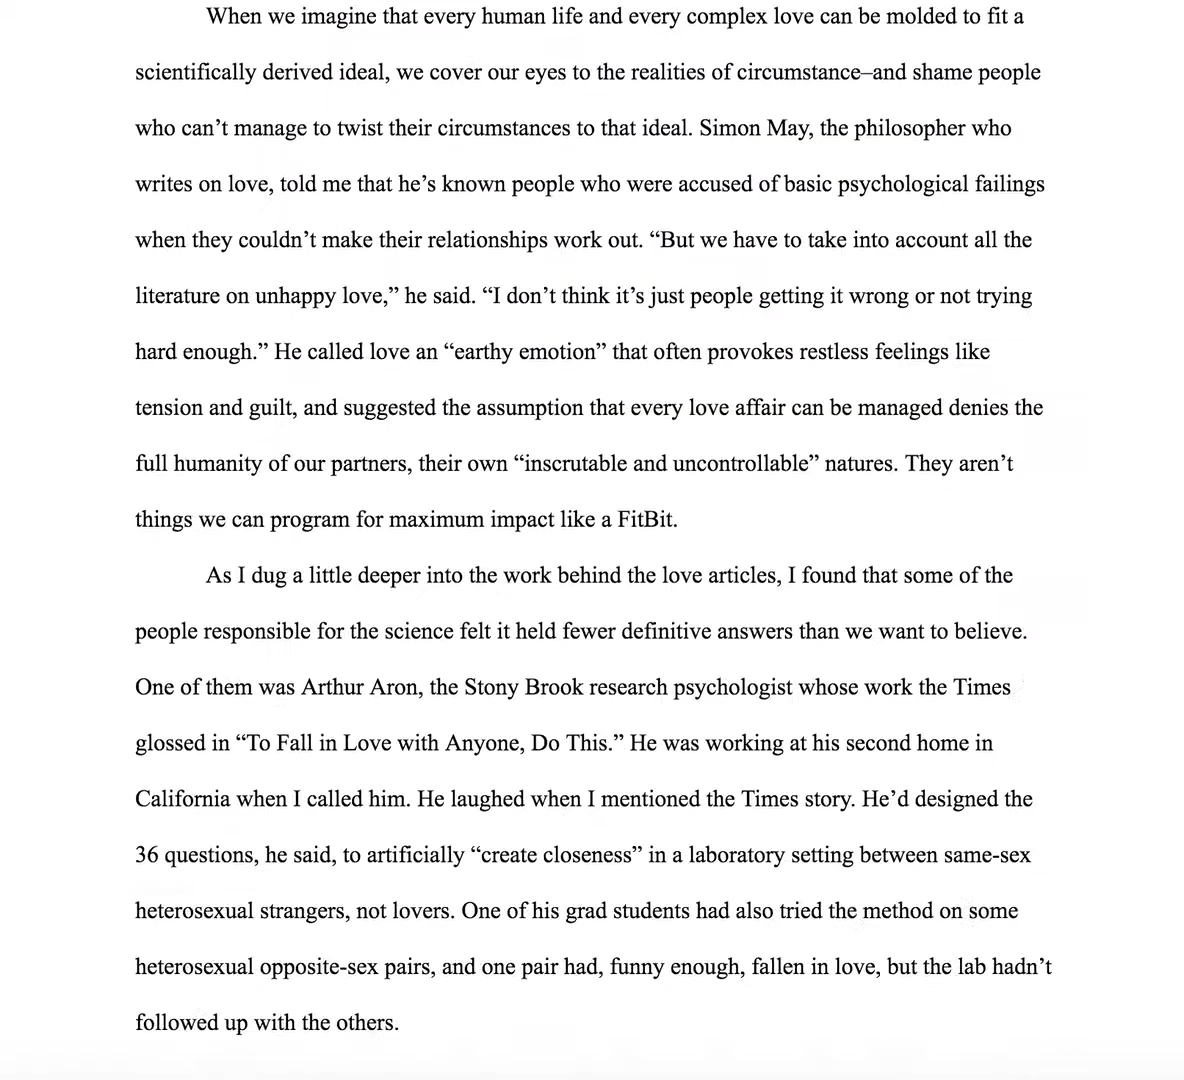 When we imagine that every human life and every complex love can be molded to fit a
scientifically derived ideal, we cover our eyes to the realities of circumstance–and shame people
who can’t manage to twist their circumstances to that ideal. Simon May, the philosopher who
writes on love, told me that he’s known people who were accused of basic psychological failings
when they couldn’t make their relationships work out. “But we have to take into account all the
literature on unhappy love,” he said. “I don’t think it’s just people getting it wrong or not trying
hard enough.” He called love an “earthy emotion” that often provokes restless feelings like
tension and guilt, and suggested the assumption that every love affair can be managed denies the
full humanity of our partners, their own “inscrutable and uncontrollable” natures. They aren’t
things we can program for maximum impact like a FitBit.
As I dug a little deeper into the work behind the love articles, I found that some of the
people responsible for the science felt it held fewer definitive answers than we want to believe.
One of them was Arthur Aron, the Stony Brook research psychologist whose work the Times
glossed in “To Fall in Love with Anyone, Do This.” He was working at his second home in
California when I called him. He laughed when I mentioned the Times story. He’d designed the
36 questions, he said, to artificially “create closeness” in a laboratory setting between same-sex
heterosexual strangers, not lovers. One of his grad students had also tried the method on some
heterosexual opposite-sex pairs, and one pair had, funny enough, fallen in love, but the lab hadn’t
followed up with the others.